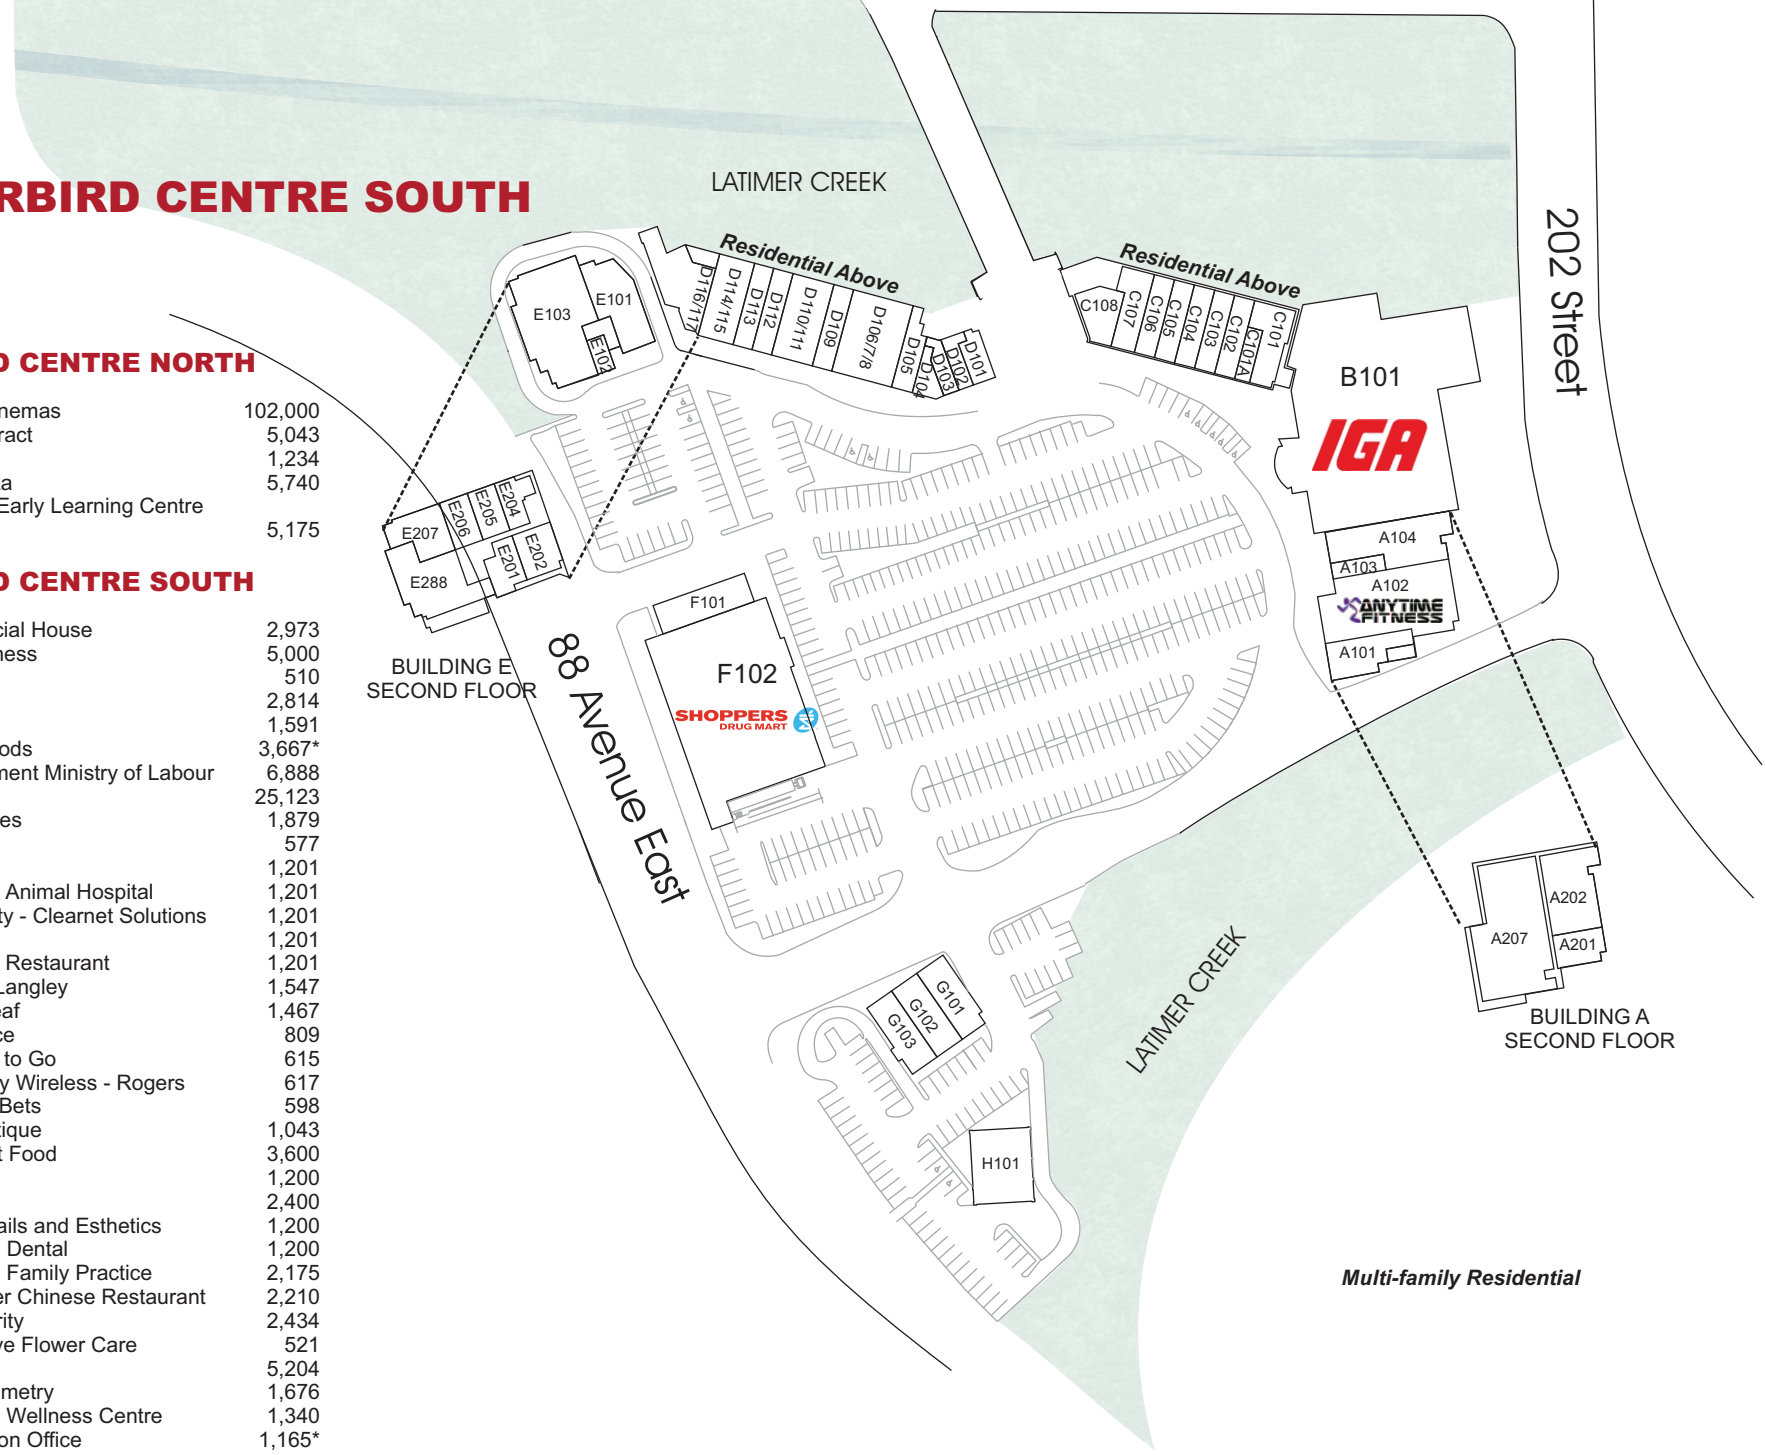 RBIRD CENTRE SOUTH
D CENTRE NORTH
nemas 102,000
ract 5,043
1,234
za 5,740
Early Learning Centre
5,175
D CENTRE SOUTH
cial House 2,973
ness 5,000
510
2,814
1,591
ods 3,667*
ment Ministry of Labour 6,888
25,123
es 1,879
577
1,201
Animal Hospital 1,201
ty - Clearnet Solutions 1,201
1,201
Restaurant 1,201
Langley 1,547
eaf 1,467
ce 809
to Go 615
y Wireless - Rogers 617
Bets 598
tique 1,043
t Food 3,600
1,200
2,400
ails and Esthetics 1,200
Dental 1,200
Family Practice 2,175
er Chinese Restaurant 2,210
rity 2,434
ve Flower Care 521
5,204
metry 1,676
Wellness Centre 1,340
on Office 1,165*
LATIMER CREEK
Residential Above
Residential Above
202 Street
E103
E101
E102
D116/117
D114/115
D113
D112
D110/111
D109
D106/7/8
D105
D104
D103
D102
D101
C108
C107
C106
C105
C104
C103
C102
C101A
C101
B101
IGA
A104
A103
A102
ANYTIME
FITNESS
A101
E207
E206
E205
E204
E288
E201
E202
BUILDING E
SECOND FLOOR
88 Avenue East
F101
F102
SHOPPERS
DRUG MART
G101
G102
G103
H101
LATIMER CREEK
A207
A202
A201
BUILDING A
SECOND FLOOR
Multi-family Residential